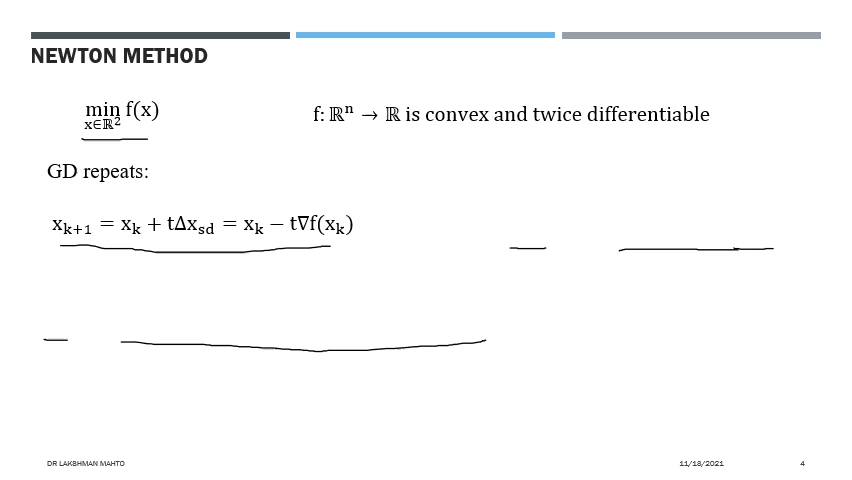 NEWTON METHOD
min f(x) f: ℝⁿ → ℝ is convex and twice differentiable
x∈ℝ²
GD repeats:
xₖ₊₁ = xₖ + tΔx_sd = xₖ − t∇f(xₖ)
DR LAKSHMAN MAHTO 11/18/2021 4